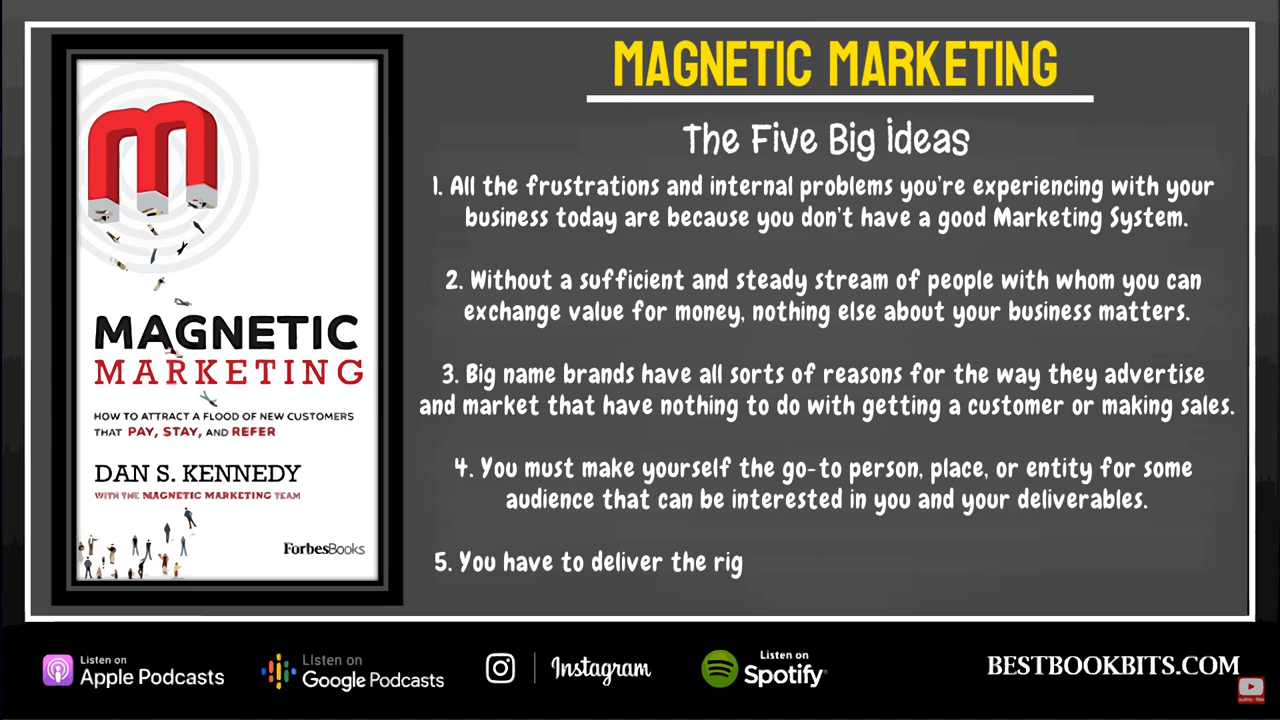 MAGNETIC MARKETING
The Five Big Ideas
1. All the frustrations and internal problems you're experiencing with your
business today are because you don't have a good Marketing System.
2. Without a sufficient and steady stream of people with whom you can
exchange value for money, nothing else about your business matters.
3. Big name brands have all sorts of reasons for the way they advertise
and market that have nothing to do with getting a customer or making sales.
4. You must make yourself the go-to person, place, or entity for some
audience that can be interested in you and your deliverables.
5. You have to deliver the rig
m
MAGNETIC
MARKETING
HOW TO ATTRACT A FLOOD OF NEW CUSTOMERS
THAT PAY, STAY, AND REFER
DAN S. KENNEDY
WITH THE MAGNETIC MARKETING TEAM
ForbesBooks
Listen on
Apple Podcasts
Listen on
Google Podcasts
Instagram
Listen on
Spotify
BESTBOOKBITS.COM